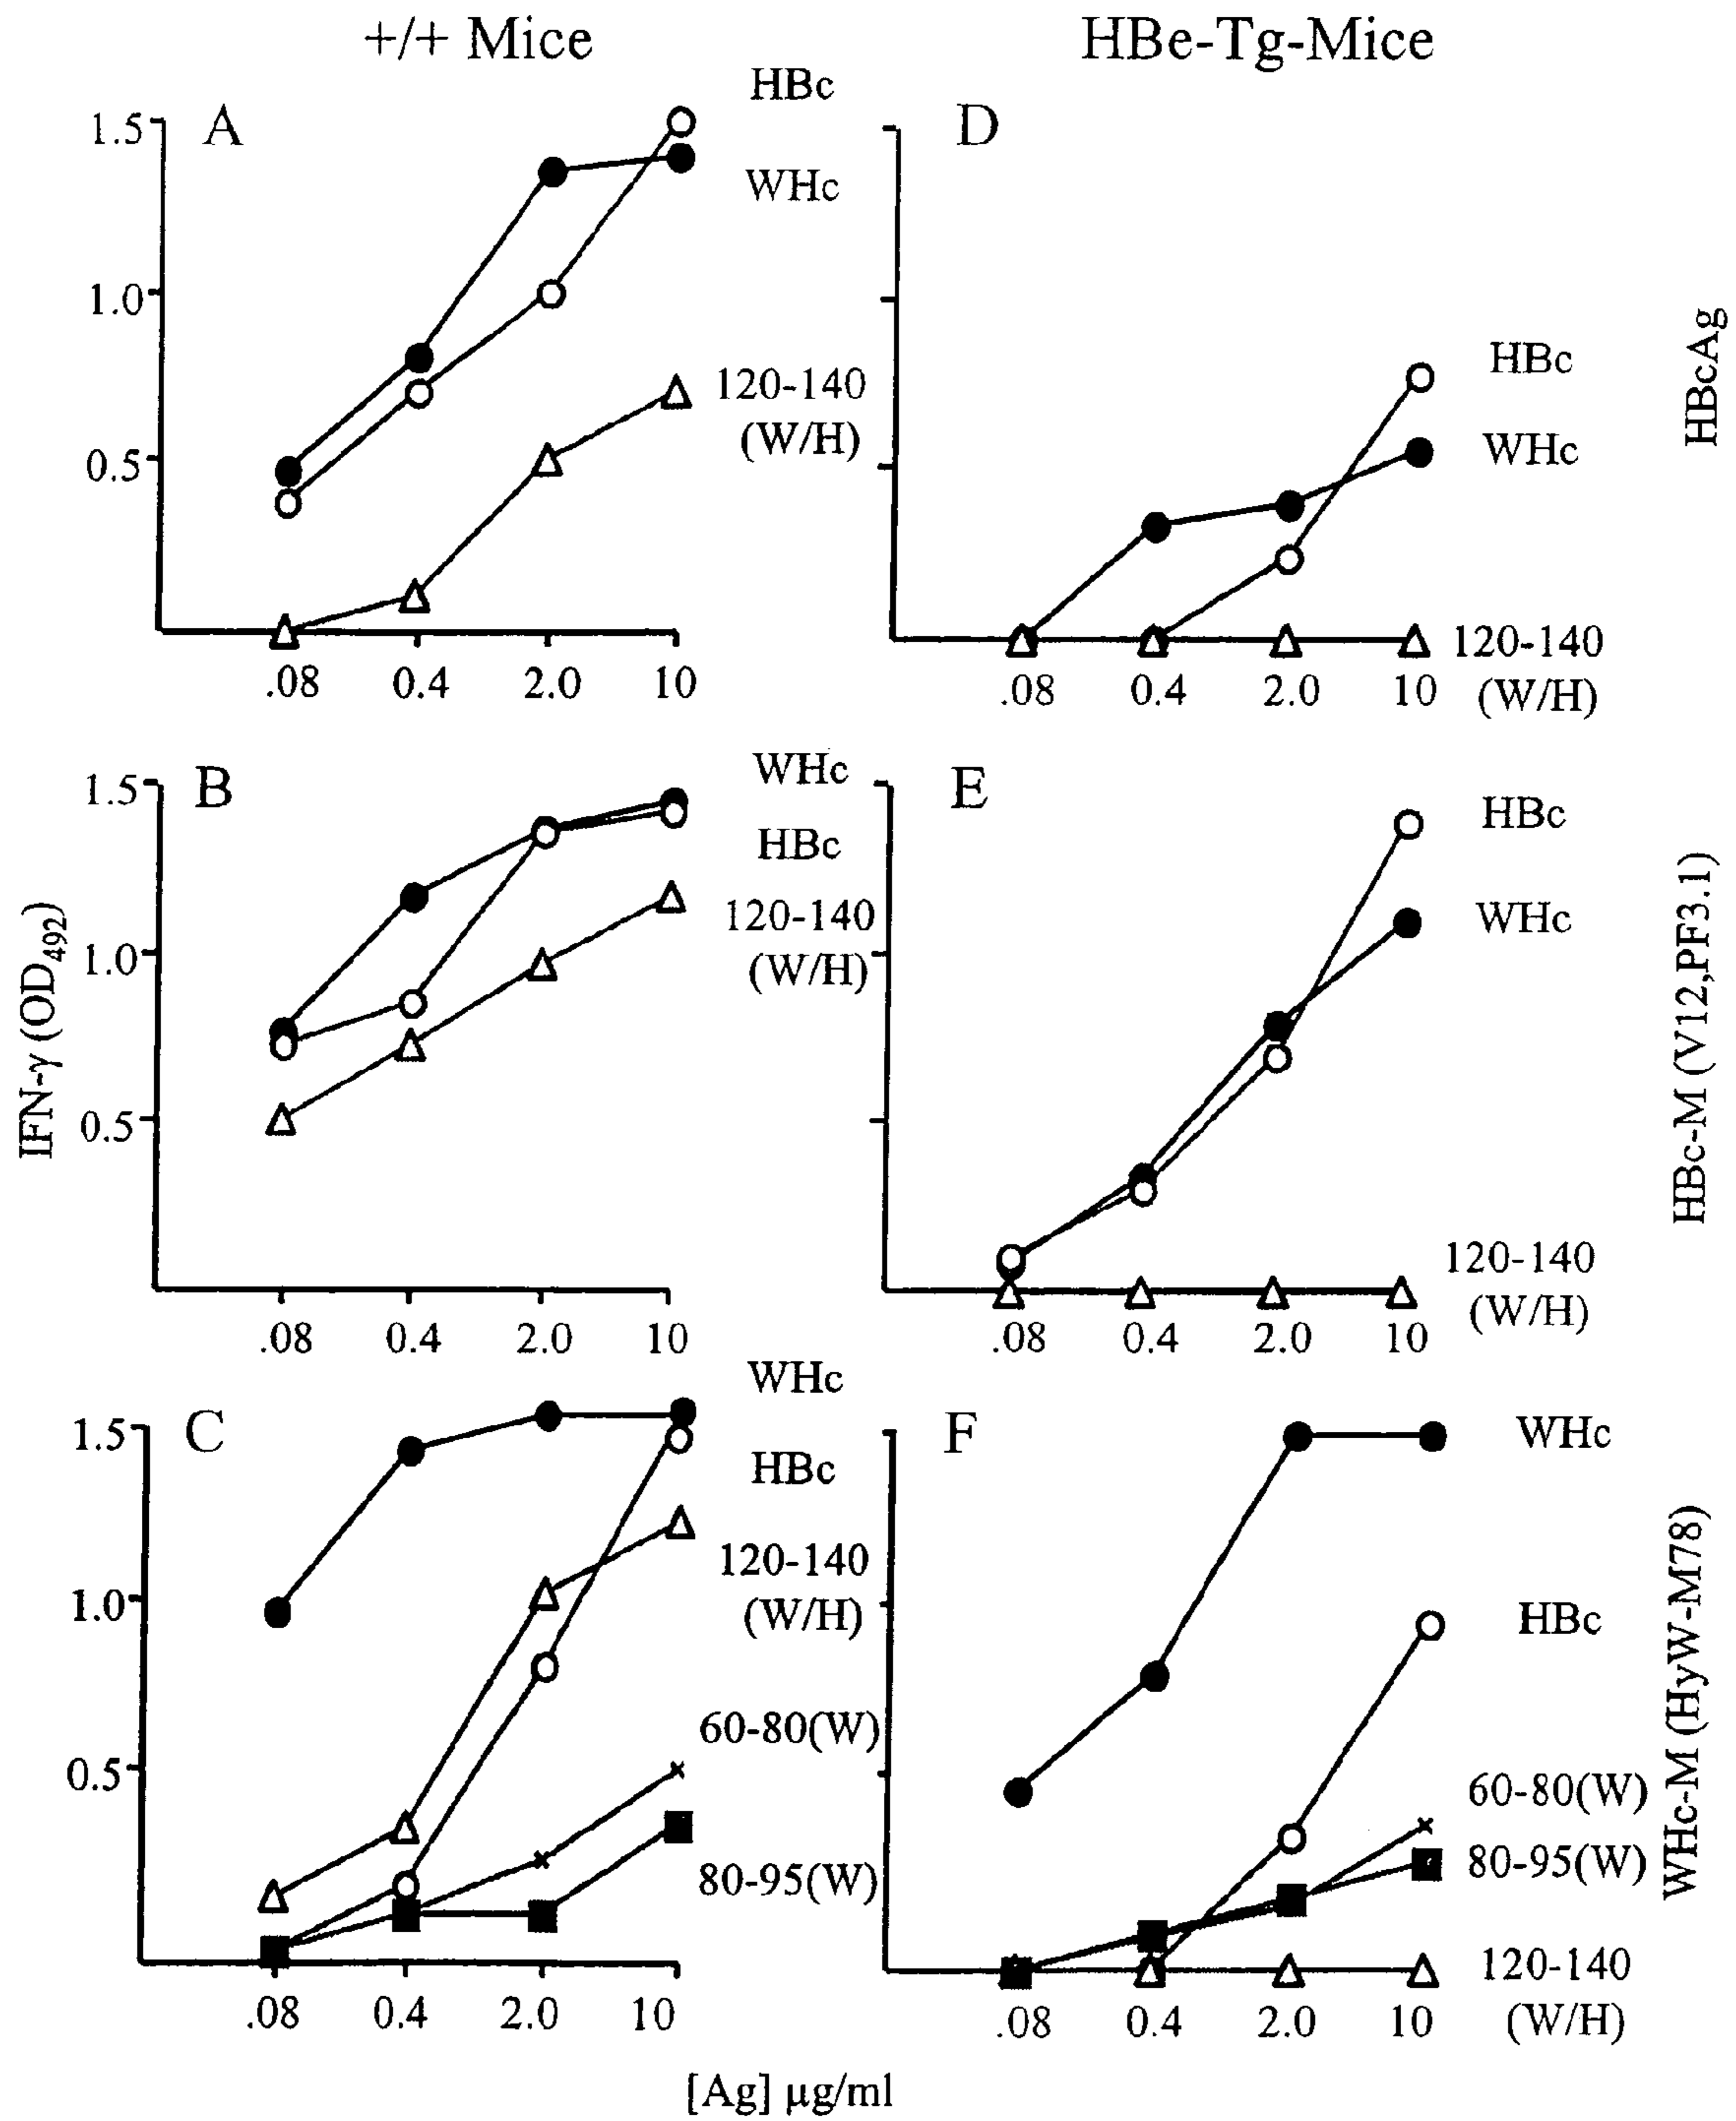 +/+ Mice
HBe-Tg-Mice
A
1.5
1.0
0.5
HBc
WHc
120-140
(W/H)
.08 0.4 2.0 10
D
HBc
WHc
120-140
(W/H)
.08 0.4 2.0 10
HBcAg
B
1.5
1.0
0.5
WHc
HBc
120-140
(W/H)
.08 0.4 2.0 10
IFN-γ (OD492)
E
HBc
WHc
120-140
(W/H)
.08 0.4 2.0 10
HBc-M (V12,PF3.1)
C
1.5
1.0
0.5
WHc
HBc
120-140
(W/H)
60-80(W)
80-95(W)
.08 0.4 2.0 10
F
WHc
HBc
60-80(W)
80-95(W)
120-140
(W/H)
.08 0.4 2.0 10
WHc-M (HyW-M78)
[Ag] µg/ml